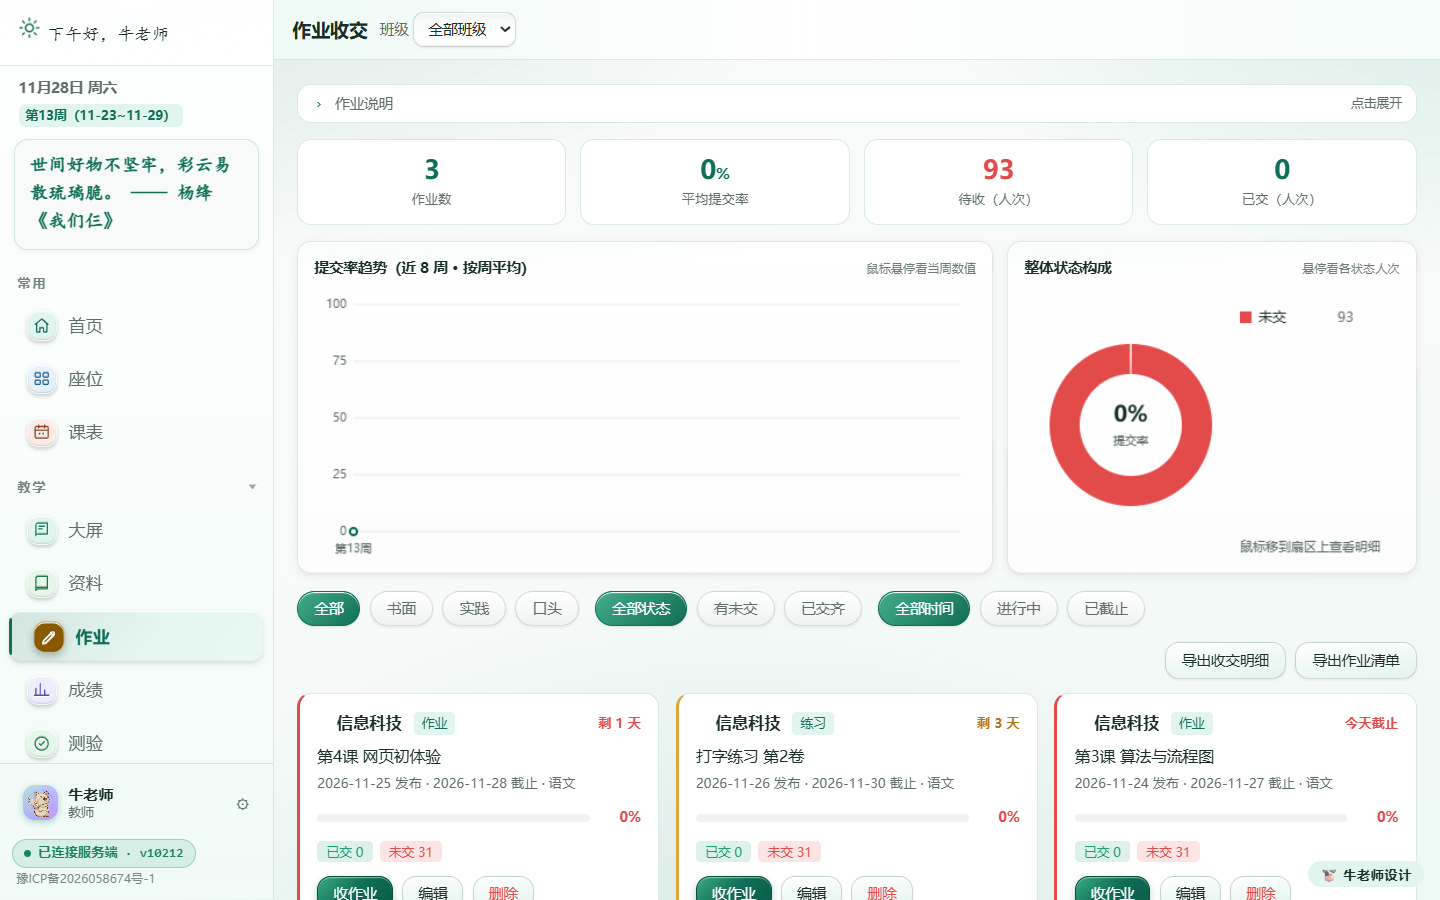 下午好，牛老师
11月28日 周六
第13周（11-23~11-29）
世间好物不坚牢，彩云易
散琉璃脆。 —— 杨绛
《我们仨》
常用
首页
座位
课表
教学
大屏
资料
作业
成绩
测验
牛老师
教师
已连接服务端 · v10212
豫ICP备2026058674号-1
作业收交 班级 全部班级
› 作业说明 点击展开
3
作业数
0%
平均提交率
93
待收（人次）
0
已交（人次）
提交率趋势（近 8 周 · 按周平均） 鼠标悬停看当周数值
100
75
50
25
0
第13周
整体状态构成 悬停看各状态人次
未交 93
0%
提交率
鼠标移到扇区上查看明细
全部 书面 实践 口头 全部状态 有未交 已交齐 全部时间 进行中 已截止
导出收交明细 导出作业清单
信息科技 作业 剩 1 天
第4课 网页初体验
2026-11-25 发布 · 2026-11-28 截止 · 语文
0%
已交 0 未交 31
收作业 编辑 删除
信息科技 练习 剩 3 天
打字练习 第2卷
2026-11-26 发布 · 2026-11-30 截止 · 语文
0%
已交 0 未交 31
收作业 编辑 删除
信息科技 作业 今天截止
第3课 算法与流程图
2026-11-24 发布 · 2026-11-27 截止 · 语文
0%
已交 0 未交 31
收作业 编辑 删除
牛老师设计